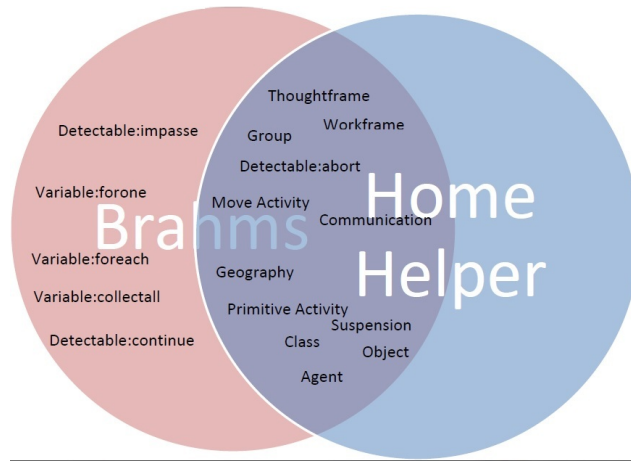 Thoughtframe
Workframe
Detectable:impasse
Group
Detectable:abort
Variable:forone
Move Activity
Home
Brahms
Communication
Variable:foreach
Geography
Helper
Variable:collectall
Primitive Activity
Suspension
Detectable:continue
Class
Object
Agent